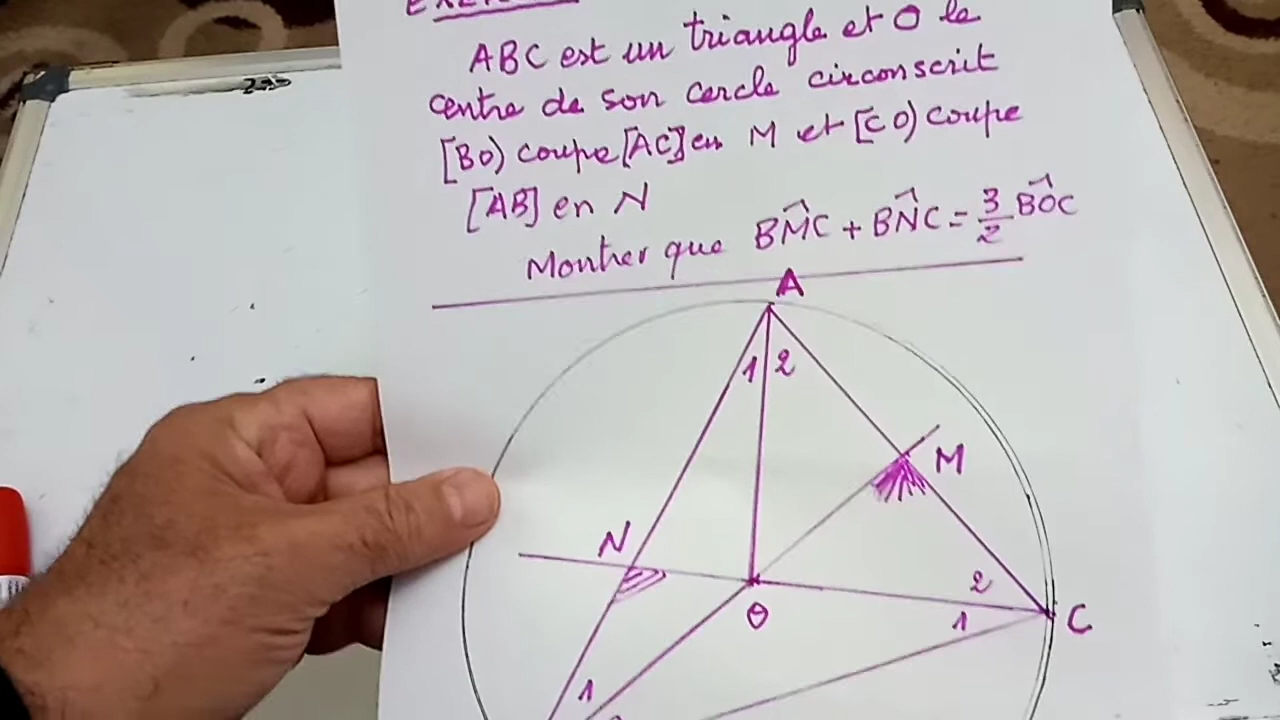 ABC est un triangle et O le
centre de son cercle circonscrit
[BO) coupe [AC] en M et [CO) coupe
[AB] en N
Montrer que BM̂C + BN̂C = 3/2 BÔC
A
1 2
M
N
2
O
1
C
1